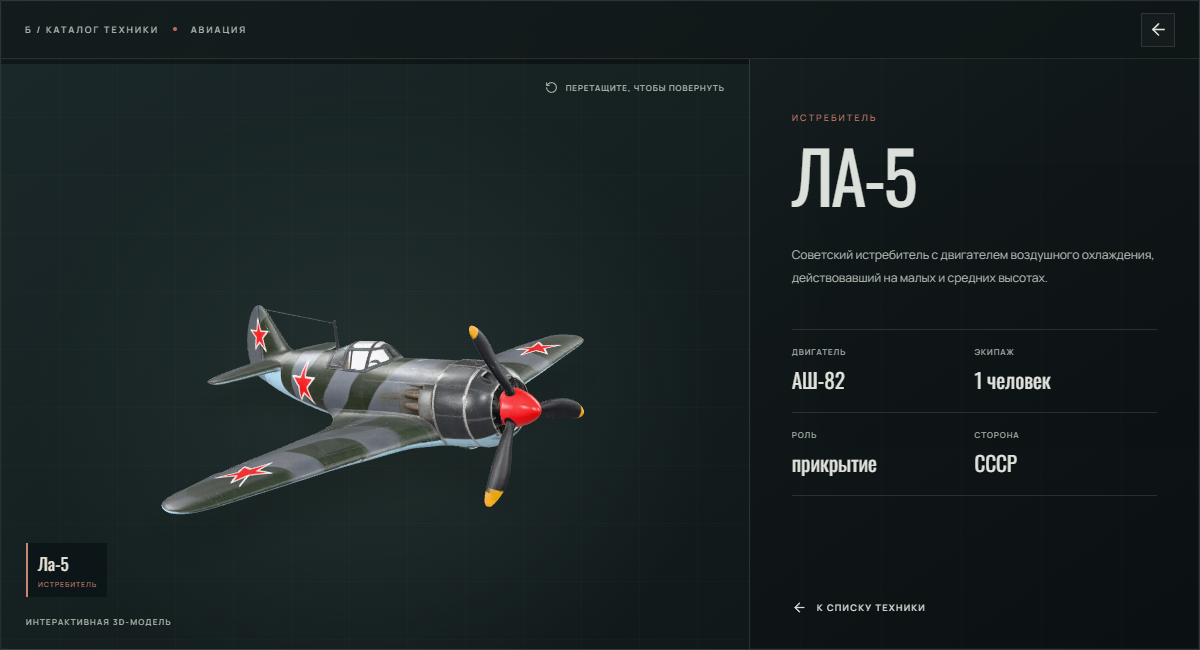 Б / КАТАЛОГ ТЕХНИКИ • АВИАЦИЯ
ПЕРЕТАЩИТЕ, ЧТОБЫ ПОВЕРНУТЬ
Ла-5
ИСТРЕБИТЕЛЬ
ИНТЕРАКТИВНАЯ 3D-МОДЕЛЬ
ИСТРЕБИТЕЛЬ
ЛА-5
Советский истребитель с двигателем воздушного охлаждения,
действовавший на малых и средних высотах.
ДВИГАТЕЛЬ
АШ-82
ЭКИПАЖ
1 человек
РОЛЬ
прикрытие
СТОРОНА
СССР
К СПИСКУ ТЕХНИКИ